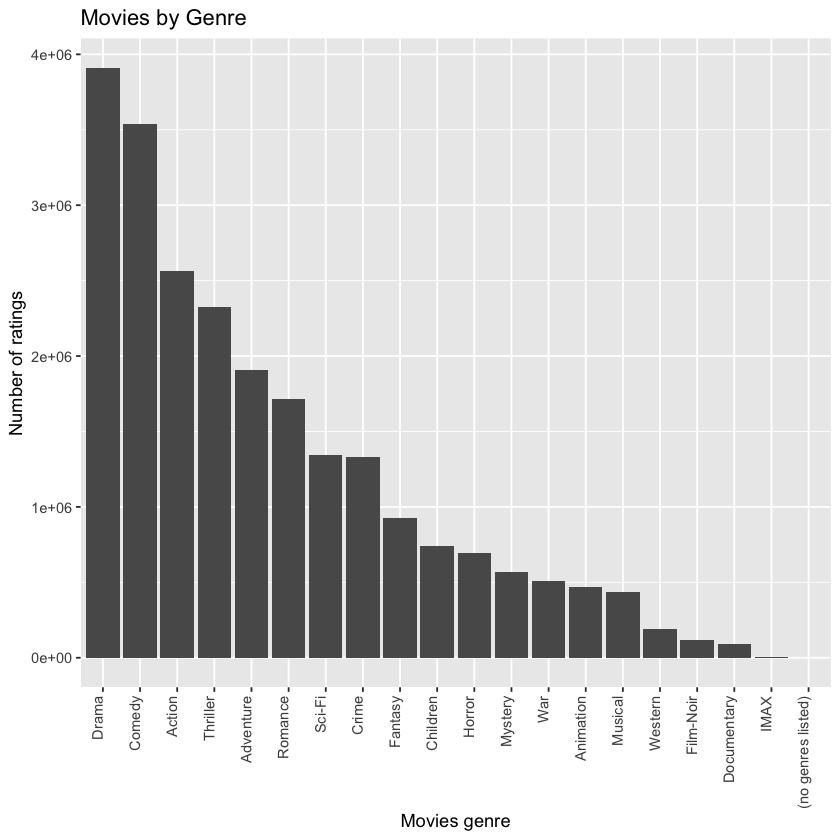 Movies by Genre
Number of ratings
4e+06
3e+06
2e+06
1e+06
0e+00
Drama
Comedy
Action
Thriller
Adventure
Romance
Sci-Fi
Crime
Fantasy
Children
Horror
Mystery
War
Animation
Musical
Western
Film-Noir
Documentary
IMAX
(no genres listed)
Movies genre